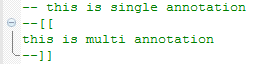 -- this is single annotation
--[[
this is multi annotation
--]]